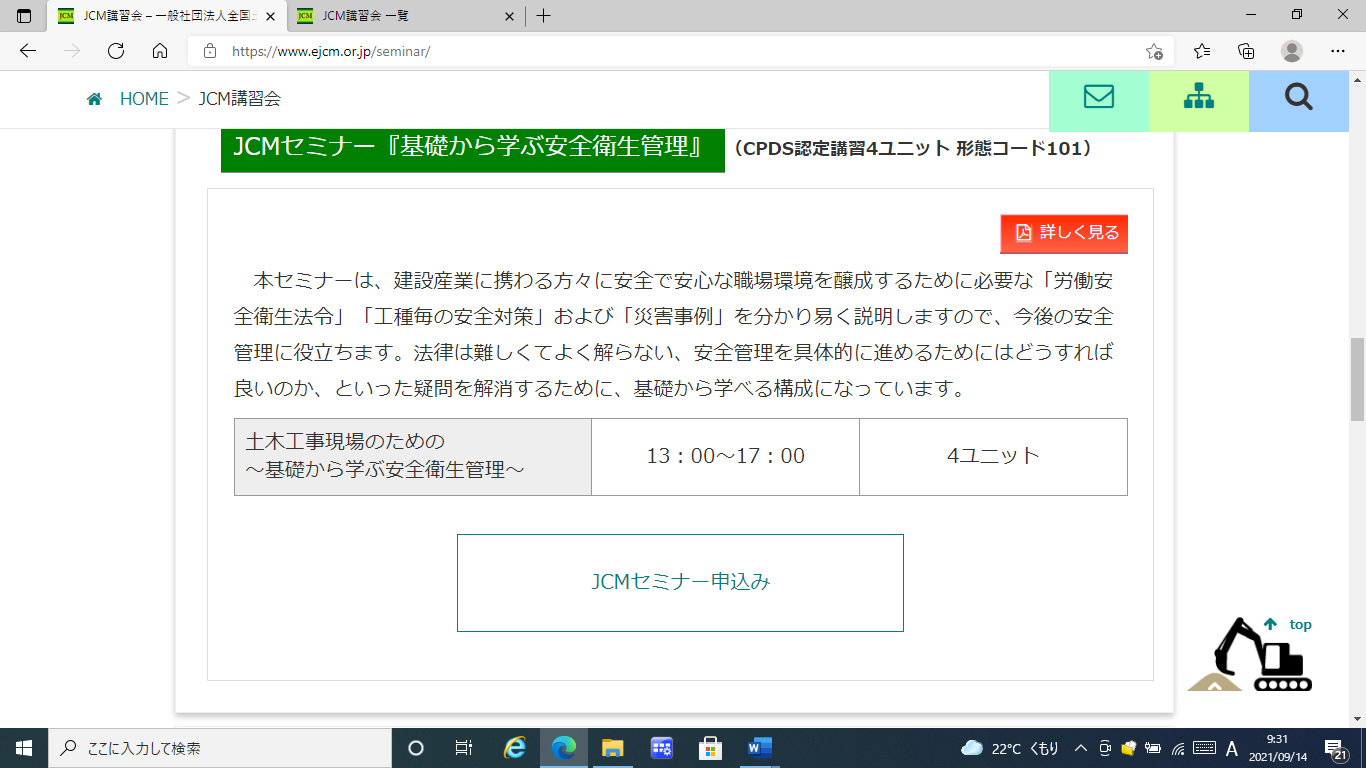 JCM講習会 – 一般社団法人全国土
JCM講習会 一覧
https://www.ejcm.or.jp/seminar/
HOME > JCM講習会
JCMセミナー『基礎から学ぶ安全衛生管理』 （CPDS認定講習4ユニット 形態コード101）
詳しく見る
本セミナーは、建設産業に携わる方々に安全で安心な職場環境を醸成するために必要な「労働安
全衛生法令」「工種毎の安全対策」および「災害事例」を分かり易く説明しますので、今後の安全
管理に役立ちます。法律は難しくてよく解らない、安全管理を具体的に進めるためにはどうすれば
良いのか、といった疑問を解消するために、基礎から学べる構成になっています。
土木工事現場のための
～基礎から学ぶ安全衛生管理～
13：00～17：00
4ユニット
JCMセミナー申込み
top
ここに入力して検索
22°C くもり
A
9:31
2021/09/14
21